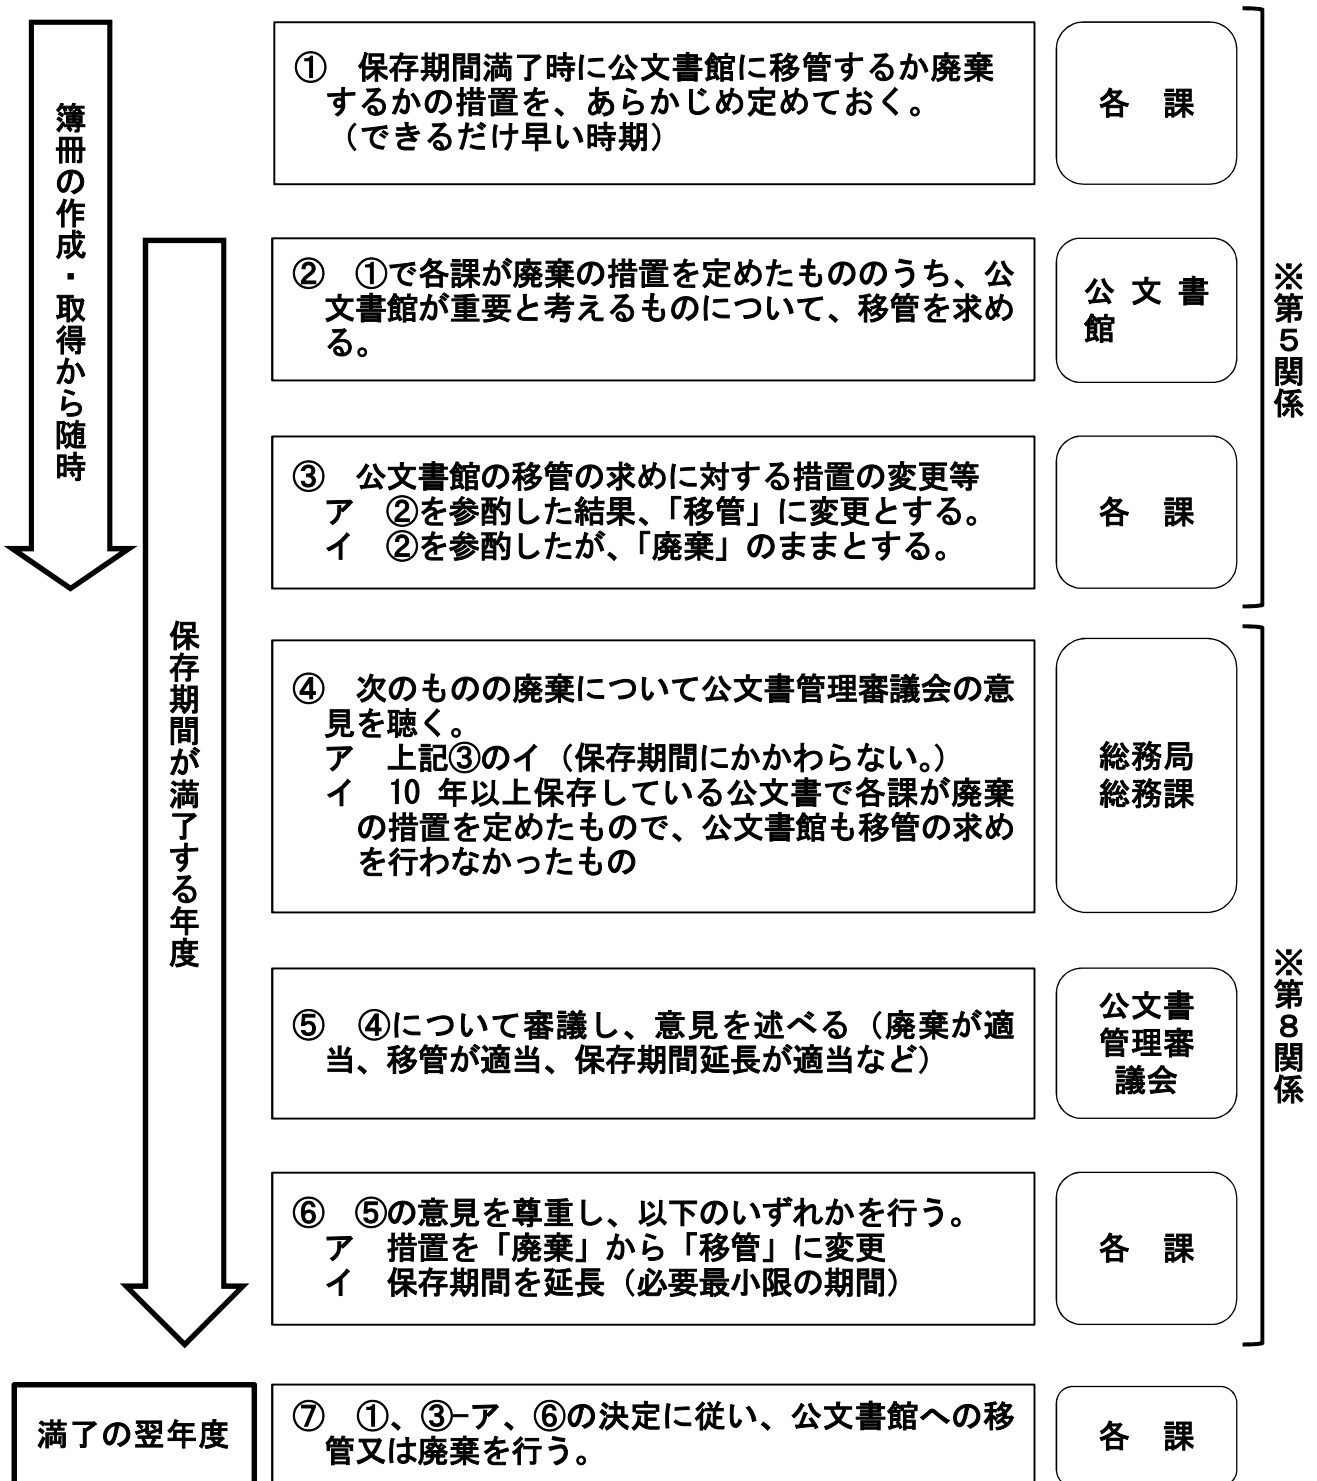 簿冊の作成・取得から随時
保存期間が満了する年度
① 保存期間満了時に公文書館に移管するか廃棄
するかの措置を、あらかじめ定めておく。
(できるだけ早い時期)
各 課
② ①で各課が廃棄の措置を定めたもののうち、公
文書館が重要と考えるものについて、移管を求め
る。
公 文 書
館
③ 公文書館の移管の求めに対する措置の変更等
ア ②を参酌した結果、「移管」に変更とする。
イ ②を参酌したが、「廃棄」のままとする。
各 課
※第5関係
④ 次のものの廃棄について公文書管理審議会の意
見を聴く。
ア 上記③のイ(保存期間にかかわらない。)
イ 10 年以上保存している公文書で各課が廃棄
の措置を定めたもので、公文書館も移管の求め
を行わなかったもの
総務局
総務課
⑤ ④について審議し、意見を述べる(廃棄が適
当、移管が適当、保存期間延長が適当など)
公文書
管理審
議会
⑥ ⑤の意見を尊重し、以下のいずれかを行う。
ア 措置を「廃棄」から「移管」に変更
イ 保存期間を延長(必要最小限の期間)
各 課
※第8関係
満了の翌年度
⑦ ①、③-ア、⑥の決定に従い、公文書館への移
管又は廃棄を行う。
各 課